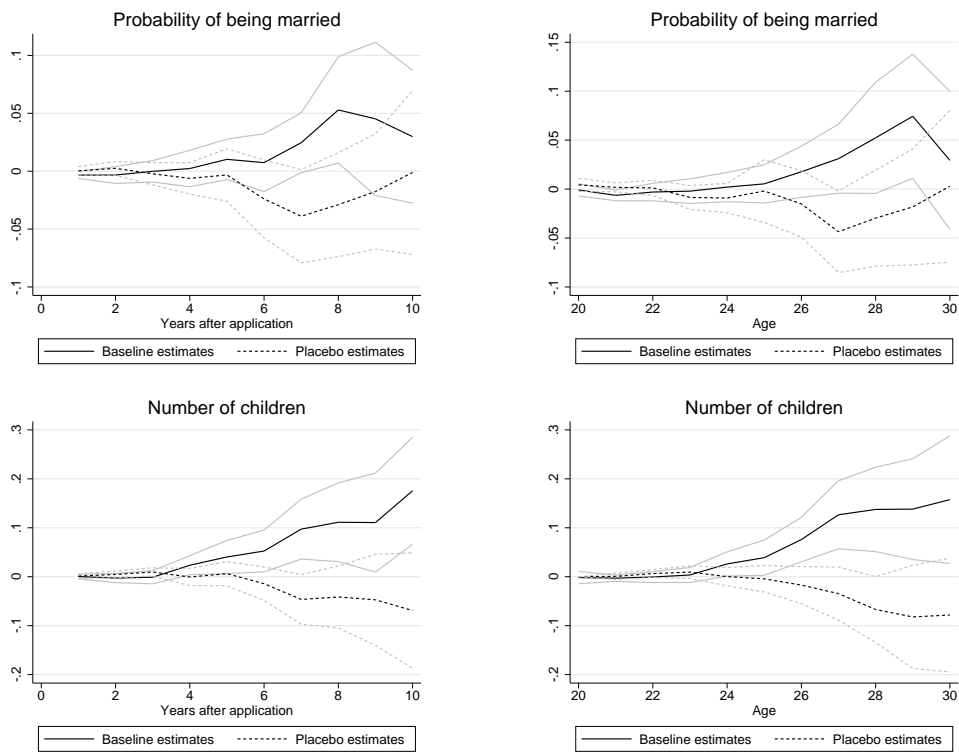 Probability of being married
.1
.05
0
-.05
-.1
0 2 4 6 8 10
Years after application
Baseline estimates Placebo estimates
Probability of being married
.15
.1
.05
0
-.05
-.1
20 22 24 26 28 30
Age
Baseline estimates Placebo estimates
Number of children
.3
.2
.1
0
-.1
-.2
0 2 4 6 8 10
Years after application
Baseline estimates Placebo estimates
Number of children
.3
.2
.1
0
-.1
-.2
20 22 24 26 28 30
Age
Baseline estimates Placebo estimates